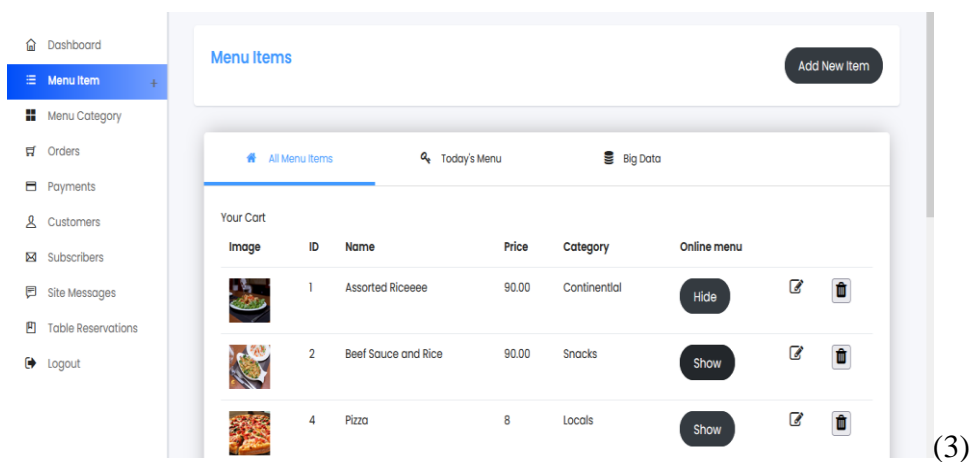 Dashboard
Menu Item +
Menu Category
Orders
Payments
Customers
Subscribers
Site Messages
Table Reservations
Logout
Menu Items
Add New Item
All Menu Items Today's Menu Big Data
Your Cart
Image ID Name Price Category Online menu
1 Assorted Riceeee 90.00 Continentlal Hide
2 Beef Sauce and Rice 90.00 Snacks Show
4 Pizza 8 Locals Show
(3)